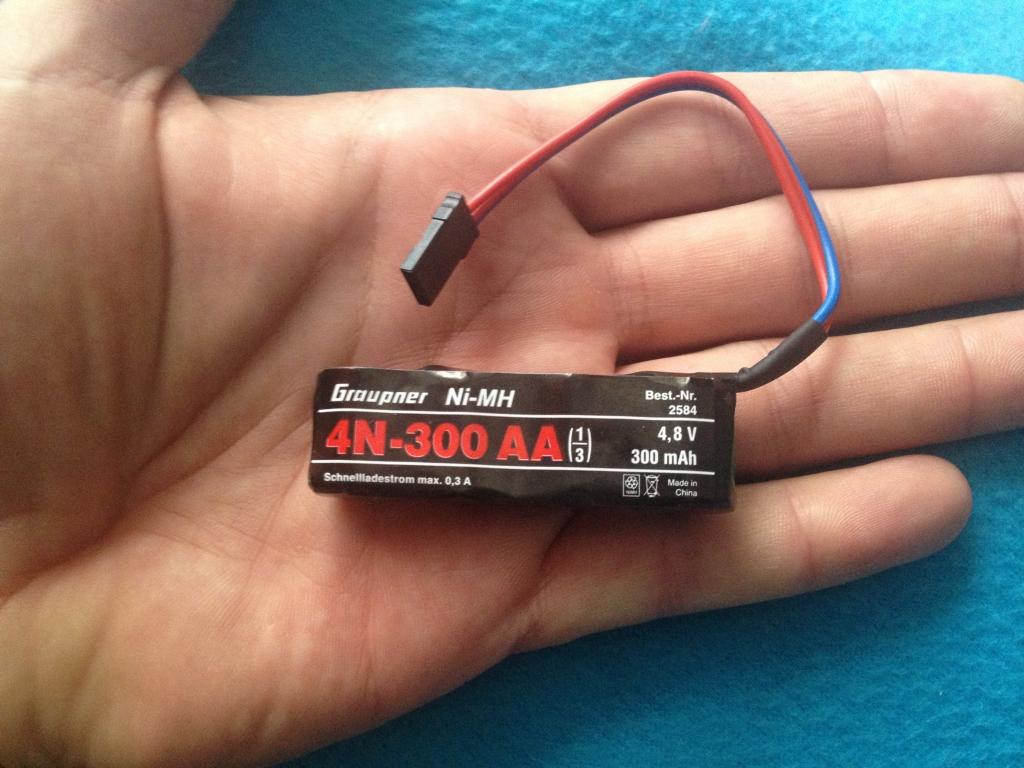 Graupner Ni-MH
Best.-Nr.
2584
4N-300 AA (1/3)
4,8 V
300 mAh
Schnellladestrom max. 0,3 A
Made in
China